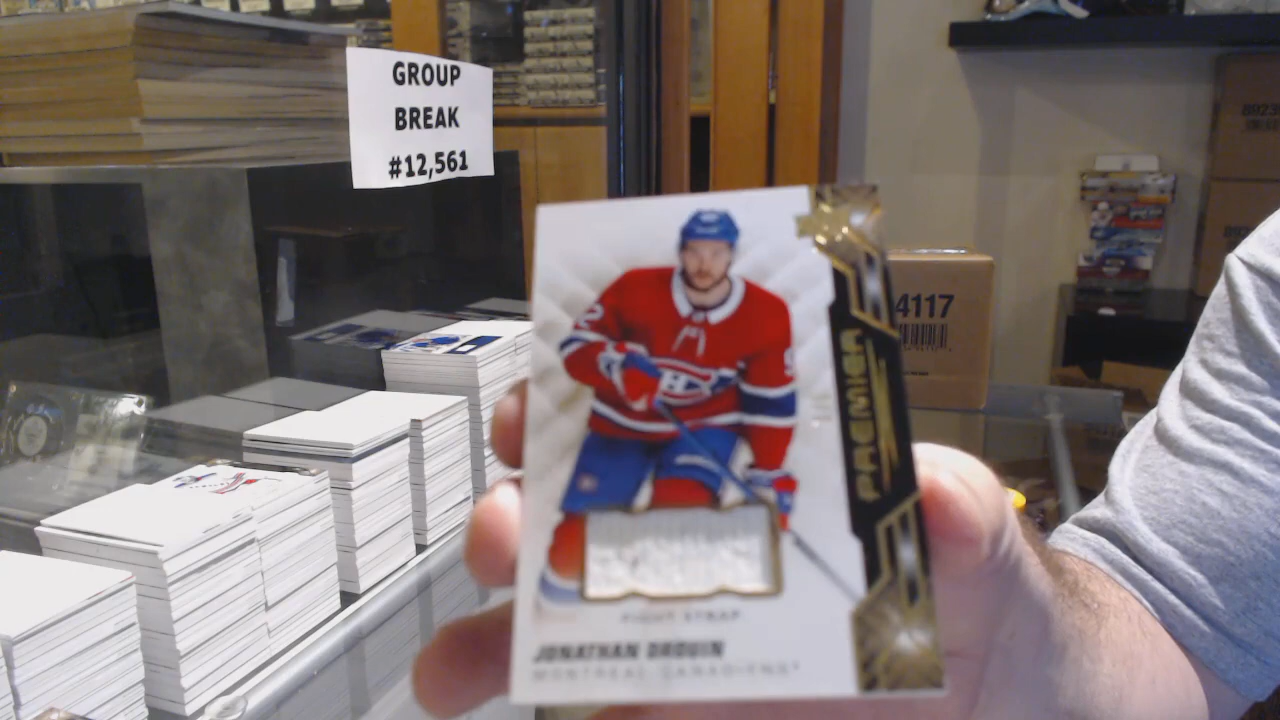 GROUP
BREAK
#12,561
4117
PREMIER
FIGHT STRAP
JONATHAN DROUIN
MONTREAL CANADIENS